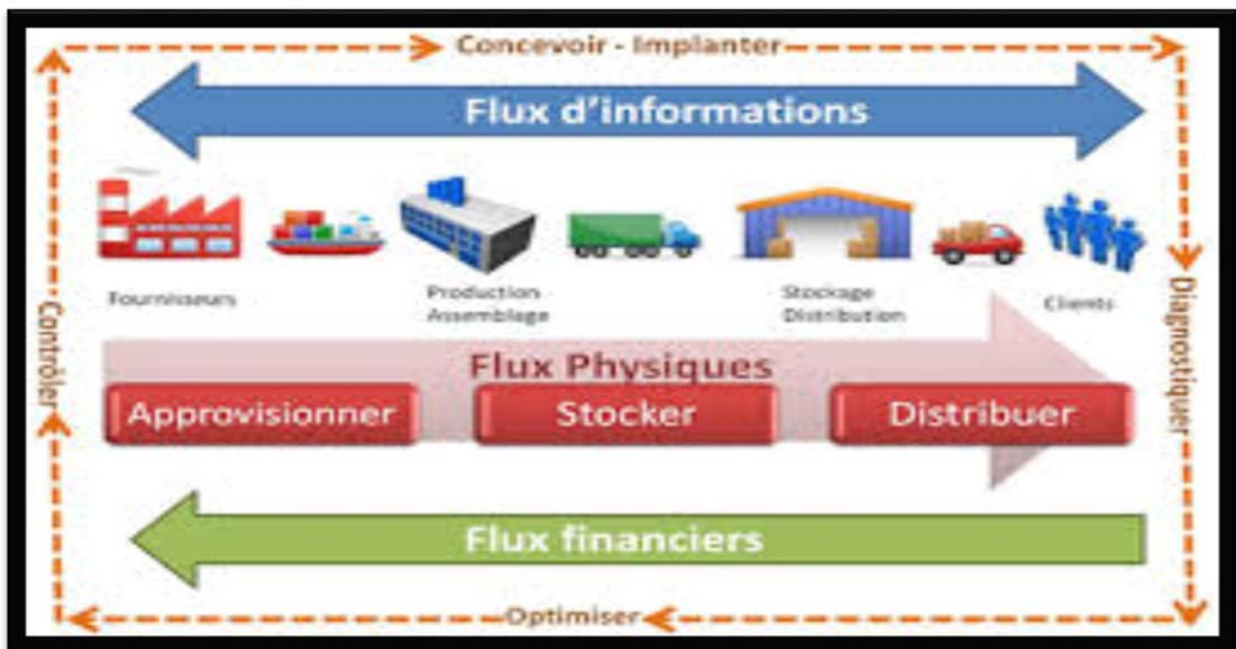 Concevoir - Implanter
Flux d'informations
Fournisseurs
Production
Assemblage
Stockage
Distribution
Clients
Contrôler
Diagnostiquer
Flux Physiques
Approvisionner
Stocker
Distribuer
Flux financiers
Optimiser